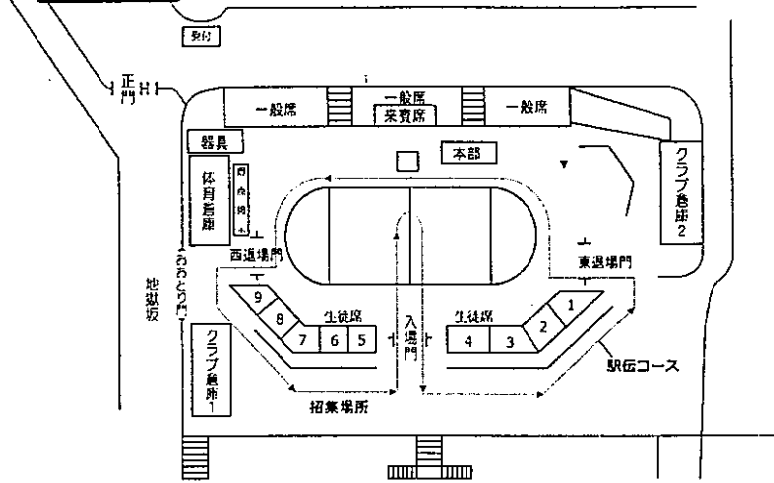 受付
正門
一般席
一般席
来賓席
一般席
器具
本部
体育倉庫
クラブ倉庫2
西退場門
東退場門
おおとり門
地獄坂
9
8
7
6
5
生徒席
入場門
生徒席
4
3
2
1
クラブ倉庫1
駅伝コース
招集場所